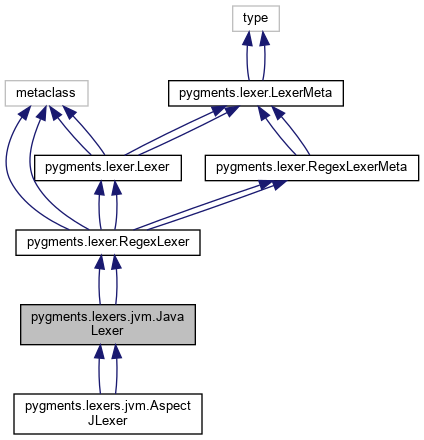 type
metaclass
pygments.lexer.LexerMeta
pygments.lexer.Lexer
pygments.lexer.RegexLexerMeta
pygments.lexer.RegexLexer
pygments.lexers.jvm.Java
Lexer
pygments.lexers.jvm.Aspect
JLexer